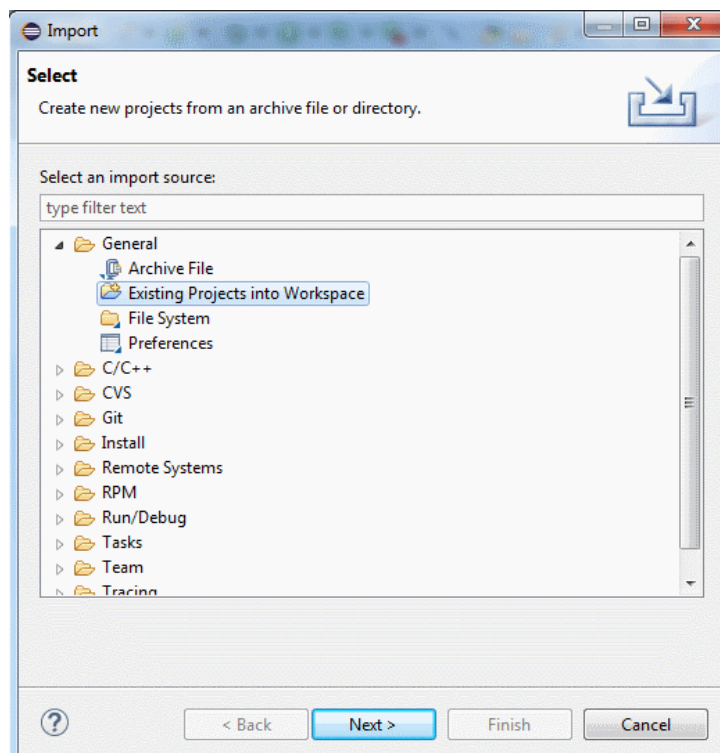 Import
Select
Create new projects from an archive file or directory.
Select an import source:
type filter text
General
Archive File
Existing Projects into Workspace
File System
Preferences
C/C++
CVS
Git
Install
Remote Systems
RPM
Run/Debug
Tasks
Team
Tracing
?
< Back
Next >
Finish
Cancel